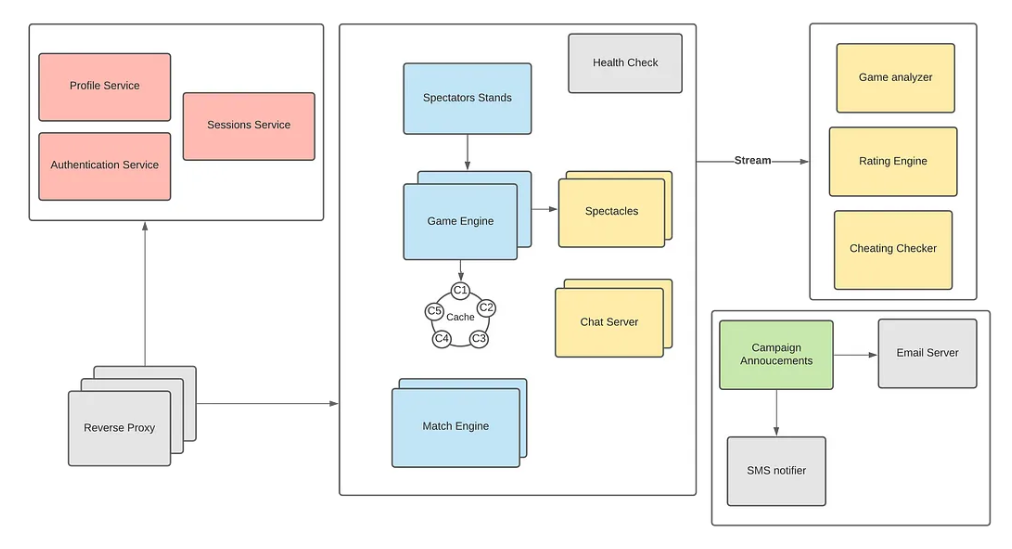 Profile Service
Sessions Service
Authentication Service
Reverse Proxy
Health Check
Spectators Stands
Game Engine
Spectacles
C1
C2
C3
C4
C5
Cache
Chat Server
Match Engine
Stream
Game analyzer
Rating Engine
Cheating Checker
Campaign
Annoucements
Email Server
SMS notifier